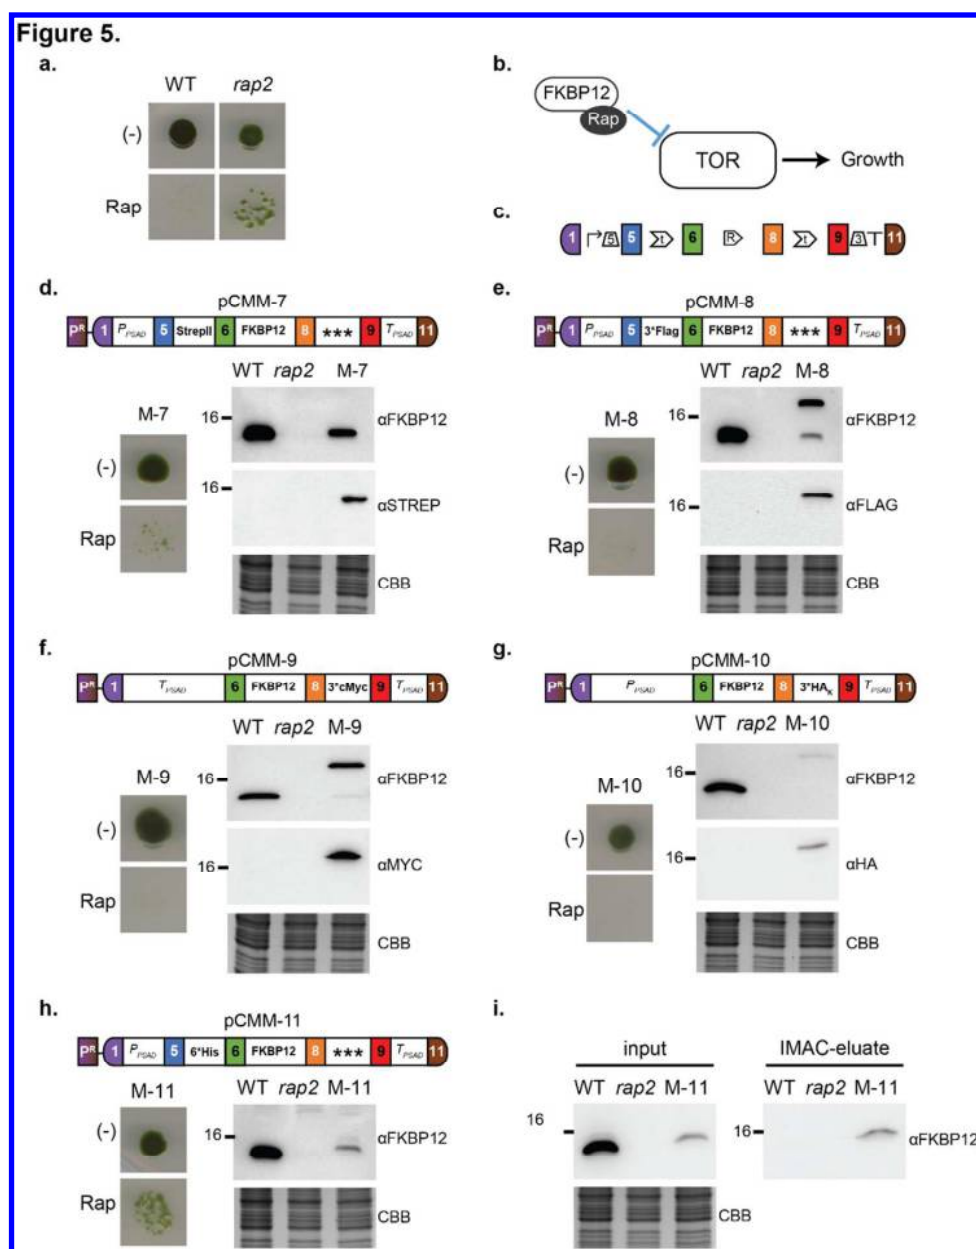 Figure 5.
a.
WT rap2
(-)
Rap
b.
FKBP12
Rap
TOR
Growth
c.
1 5 5 t 6 R 8 t 9 3 11
d.
pCMM-7
PR 1 PPSAD 5 StrepII 6 FKBP12 8 *** 9 TPSAD 11
WT rap2 M-7
M-7
(-)
Rap
16
αFKBP12
16
αSTREP
CBB
e.
pCMM-8
PR 1 PPSAD 5 3*Flag 6 FKBP12 8 *** 9 TPSAD 11
WT rap2 M-8
M-8
(-)
Rap
16
αFKBP12
16
αFLAG
CBB
f.
pCMM-9
PR 1 TPSAD 6 FKBP12 8 3*cMyc 9 TPSAD 11
WT rap2 M-9
M-9
(-)
Rap
16
αFKBP12
16
αMYC
CBB
g.
pCMM-10
PR 1 PPSAD 6 FKBP12 8 3*HAX 9 TPSAD 11
WT rap2 M-10
M-10
(-)
Rap
16
αFKBP12
16
αHA
CBB
h.
pCMM-11
PR 1 PPSAD 5 6*His 6 FKBP12 8 *** 9 TPSAD 11
M-11
WT rap2 M-11
(-)
Rap
16
αFKBP12
CBB
i.
input IMAC-eluate
WT rap2 M-11 WT rap2 M-11
16 16
αFKBP12
CBB